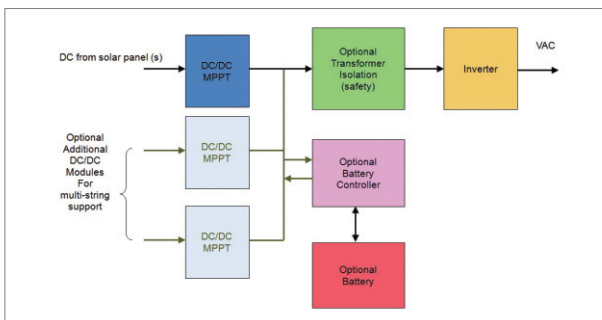 DC from solar panel (s)
DC/DC
MPPT
Optional
Transformer
Isolation
(safety)
Inverter
VAC
Optional
Additional
DC/DC
Modules
For
multi-string
support
DC/DC
MPPT
DC/DC
MPPT
Optional
Battery
Controller
Optional
Battery